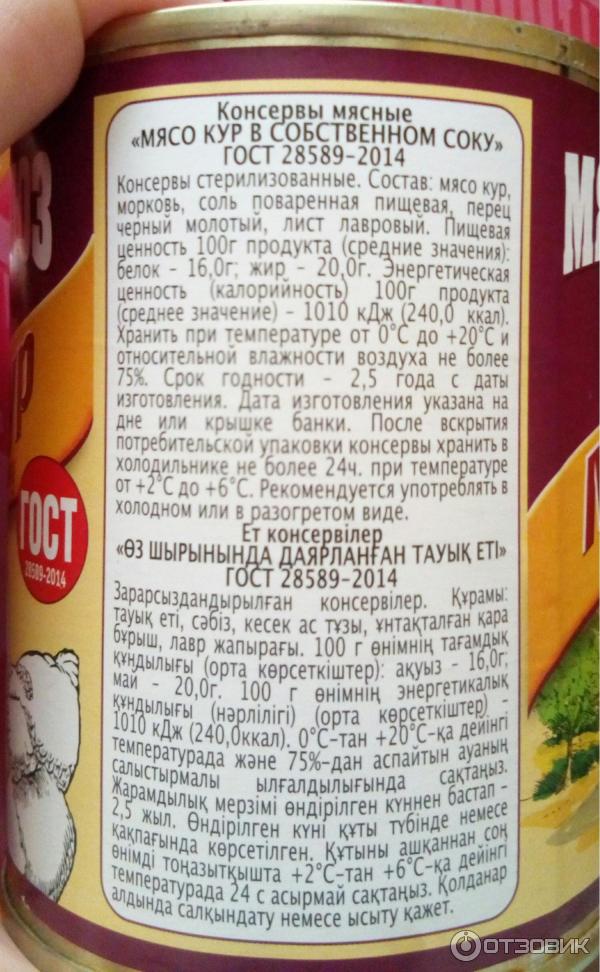 Консервы мясные
«МЯСО КУР В СОБСТВЕННОМ СОКУ»
ГОСТ 28589-2014
Консервы стерилизованные. Состав: мясо кур,
морковь, соль поваренная пищевая, перец
черный молотый, лист лавровый. Пищевая
ценность 100г продукта (средние значения):
белок - 16,0г; жир - 20,0г. Энергетическая
ценность (калорийность) 100г продукта
(среднее значение) - 1010 кДж (240,0 ккал).
Хранить при температуре от 0°С до +20°С и
относительной влажности воздуха не более
75%. Срок годности - 2,5 года с даты
изготовления. Дата изготовления указана на
дне или крышке банки. После вскрытия
потребительской упаковки консервы хранить в
холодильнике не более 24ч. при температуре
от +2°С до +6°С. Рекомендуется употреблять в
холодном или в разогретом виде.
Ет консервілер
«ӨЗ ШЫРЫНЫНДА ДАЯРЛАНҒАН ТАУЫҚ ЕТІ»
ГОСТ 28589-2014
Зарарсыздандырылған консервілер. Құрамы:
тауық еті, сәбіз, кесек ас тұзы, ұнтақталған қара
бұрыш, лавр жапырағы. 100 г өнімнің тағамдық
құндылығы (орта көрсеткіштер): ақуыз - 16,0г;
май - 20,0г. 100 г өнімнің энергетикалық
құндылығы (нәрлілігі) (орта көрсеткіштер) -
1010 кДж (240,0ккал). 0°С-тан +20°С-қа дейінгі
температурада және 75%-дан аспайтын ауаның
салыстырмалы ылғалдылығында сақтаңыз.
Жарамдылық мерзімі өндірілген күннен бастап -
2,5 жыл. Өндірілген күні құты түбінде немесе
қақпағында көрсетілген. Құтыны ашқаннан соң
өнімді тоңазытқышта +2°С-тан +6°С-қа дейінгі
температурада 24 с асырмай сақтаңыз. Қолданар
алдында салқындату немесе ысыту қажет.
ГОСТ
28589-2014
ОТЗОВИК